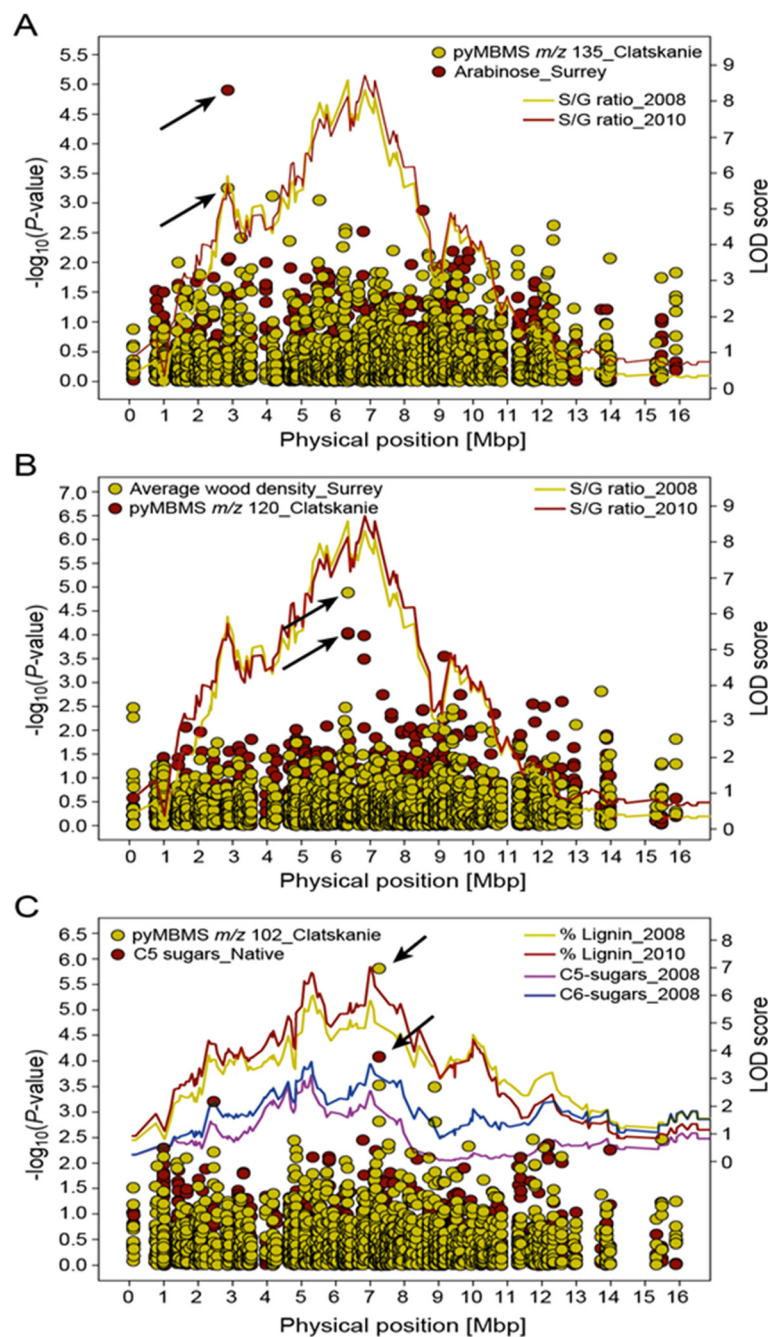 A
pyMBMS m/z 135_Clatskanie
Arabinose_Surrey
S/G ratio_2008
S/G ratio_2010
5.5
5.0
4.5
4.0
3.5
3.0
2.5
2.0
1.5
1.0
0.5
0.0
-log10(P-value)
9
8
7
6
5
4
3
2
1
0
LOD score
0 1 2 3 4 5 6 7 8 9 10 11 12 13 14 15 16
Physical position [Mbp]
B
Average wood density_Surrey
pyMBMS m/z 120_Clatskanie
S/G ratio_2008
S/G ratio_2010
7.0
6.5
6.0
5.5
5.0
4.5
4.0
3.5
3.0
2.5
2.0
1.5
1.0
0.5
0.0
-log10(P-value)
9
8
7
6
5
4
3
2
1
0
LOD score
0 1 2 3 4 5 6 7 8 9 10 11 12 13 14 15 16
Physical position [Mbp]
C
pyMBMS m/z 102_Clatskanie
C5 sugars_Native
% Lignin_2008
% Lignin_2010
C5-sugars_2008
C6-sugars_2008
6.5
6.0
5.5
5.0
4.5
4.0
3.5
3.0
2.5
2.0
1.5
1.0
0.5
0.0
-log10(P-value)
8
7
6
5
4
3
2
1
0
LOD score
0 1 2 3 4 5 6 7 8 9 10 11 12 13 14 15 16
Physical position [Mbp]